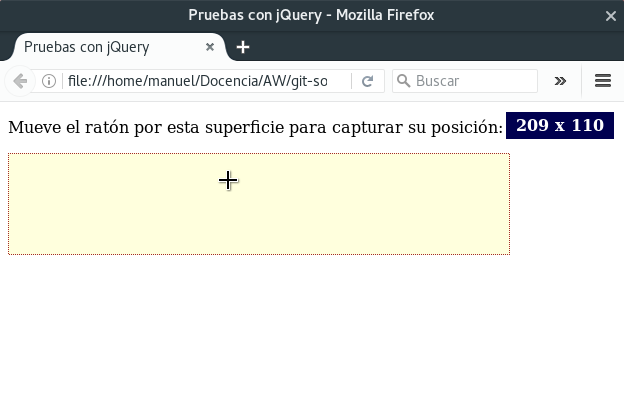 Pruebas con jQuery - Mozilla Firefox
Pruebas con jQuery
file:///home/manuel/Docencia/AW/git-so
Buscar
Mueve el ratón por esta superficie para capturar su posición: 209 x 110